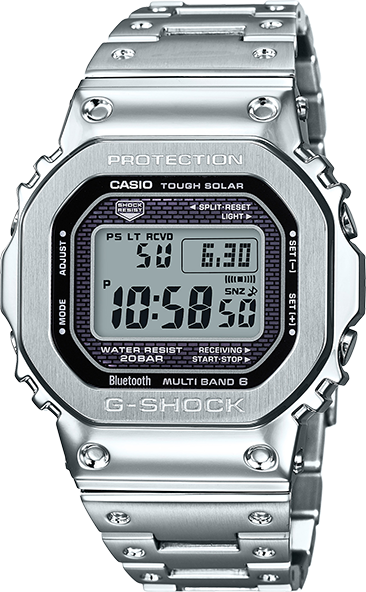 PROTECTION
CASIO TOUGH SOLAR
SHOCK RESIST
◄ SPLIT·RESET
LIGHT ►
ADJUST
MODE
SET(−)
SET(+)
PS LT RCVD
SU 6.30
P 10:58 50
SNZ
WATER RESIST
20BAR
RECEIVING ►
START·STOP ►
Bluetooth MULTI BAND 6
G-SHOCK